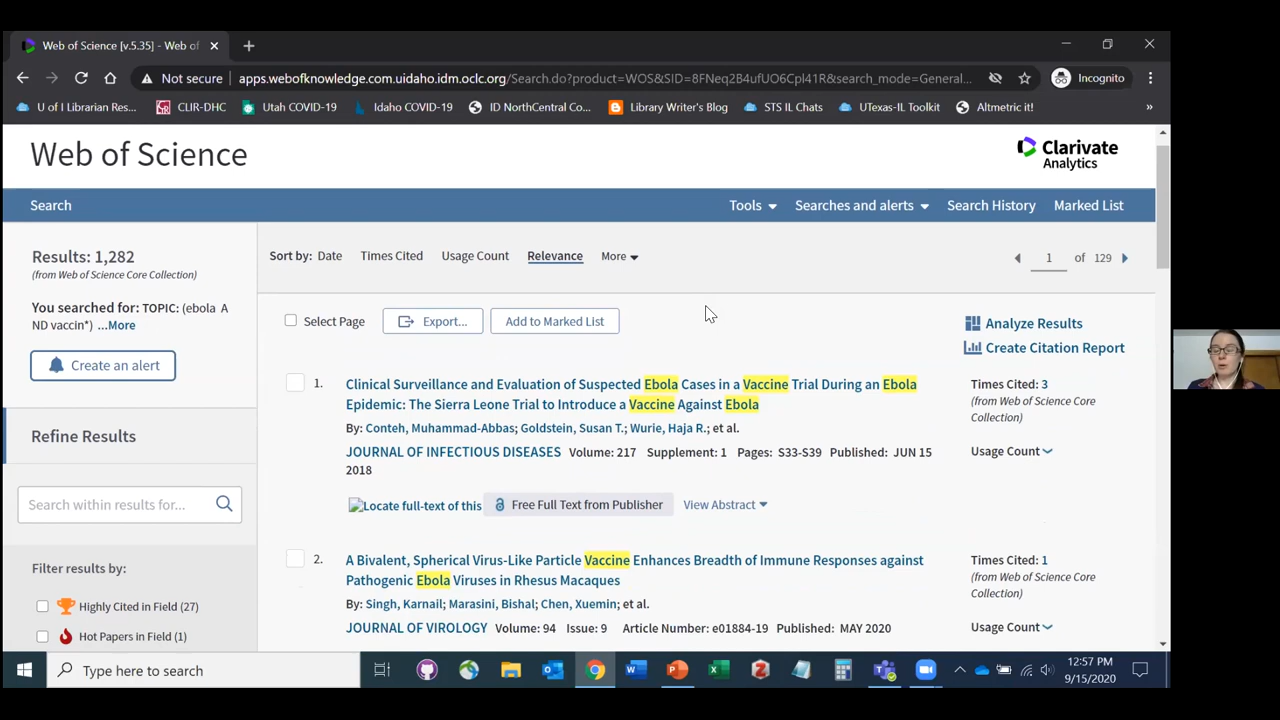 Web of Science [v.5.35] - Web of
Not secure
apps.webofknowledge.com.uidaho.idm.oclc.org/Search.do?product=WOS&SID=8FNeq2B4ufUO6Cpl41R&search_mode=General...
Incognito
U of I Librarian Res...
CLIR-DHC
Utah COVID-19
Idaho COVID-19
ID NorthCentral Co...
Library Writer's Blog
STS IL Chats
UTexas-IL Toolkit
Altmetric it!
»
Web of Science
Clarivate
Analytics
Search
Tools
Searches and alerts
Search History
Marked List
Results: 1,282
(from Web of Science Core Collection)
You searched for: TOPIC: (ebola A
ND vaccin*) ...More
Create an alert
Refine Results
Search within results for...
Filter results by:
Highly Cited in Field (27)
Hot Papers in Field (1)
Sort by: Date Times Cited Usage Count Relevance More
1 of 129
Select Page
Export...
Add to Marked List
Analyze Results
Create Citation Report
1. Clinical Surveillance and Evaluation of Suspected Ebola Cases in a Vaccine Trial During an Ebola
Epidemic: The Sierra Leone Trial to Introduce a Vaccine Against Ebola
By: Conteh, Muhammad-Abbas; Goldstein, Susan T.; Wurie, Haja R.; et al.
JOURNAL OF INFECTIOUS DISEASES Volume: 217 Supplement: 1 Pages: S33-S39 Published: JUN 15
2018
Locate full-text of this
Free Full Text from Publisher
View Abstract
Times Cited: 3
(from Web of Science Core
Collection)
Usage Count
2. A Bivalent, Spherical Virus-Like Particle Vaccine Enhances Breadth of Immune Responses against
Pathogenic Ebola Viruses in Rhesus Macaques
By: Singh, Karnail; Marasini, Bishal; Chen, Xuemin; et al.
JOURNAL OF VIROLOGY Volume: 94 Issue: 9 Article Number: e01884-19 Published: MAY 2020
Times Cited: 1
(from Web of Science Core
Collection)
Usage Count
Type here to search
12:57 PM
9/15/2020